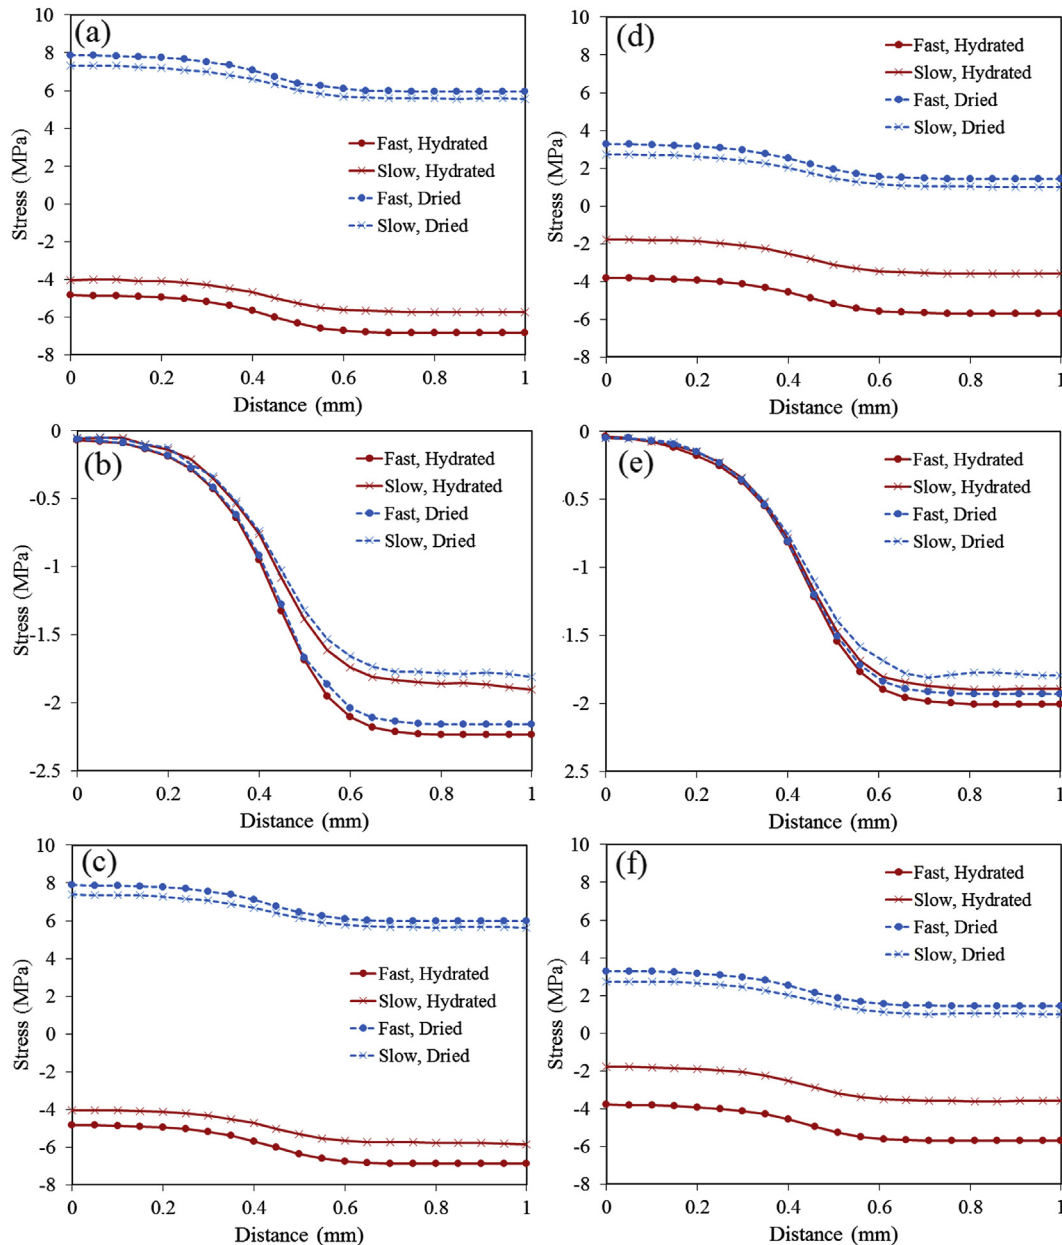 (a)
10
8
6
4
2
0
-2
-4
-6
-8
Stress (MPa)
Fast, Hydrated
Slow, Hydrated
Fast, Dried
Slow, Dried
0 0.2 0.4 0.6 0.8 1
Distance (mm)
(d)
10
8
6
4
2
0
-2
-4
-6
-8
Stress (MPa)
Fast, Hydrated
Slow, Hydrated
Fast, Dried
Slow, Dried
0 0.2 0.4 0.6 0.8 1
Distance (mm)
(b)
0
-0.5
-1
-1.5
-2
-2.5
Stress (MPa)
Fast, Hydrated
Slow, Hydrated
Fast, Dried
Slow, Dried
0 0.2 0.4 0.6 0.8 1
Distance (mm)
(e)
0
-0.5
-1
-1.5
-2
2.5
Stress (MPa)
Fast, Hydrated
Slow, Hydrated
Fast, Dried
Slow, Dried
0 0.2 0.4 0.6 0.8 1
Distance (mm)
(c)
10
8
6
4
2
0
-2
-4
-6
-8
Stress (MPa)
Fast, Hydrated
Slow, Hydrated
Fast, Dried
Slow, Dried
0 0.2 0.4 0.6 0.8 1
Distance (mm)
(f)
10
8
6
4
2
0
-2
-4
-6
-8
Stress (MPa)
Fast, Hydrated
Slow, Hydrated
Fast, Dried
Slow, Dried
0 0.2 0.4 0.6 0.8 1
Distance (mm)